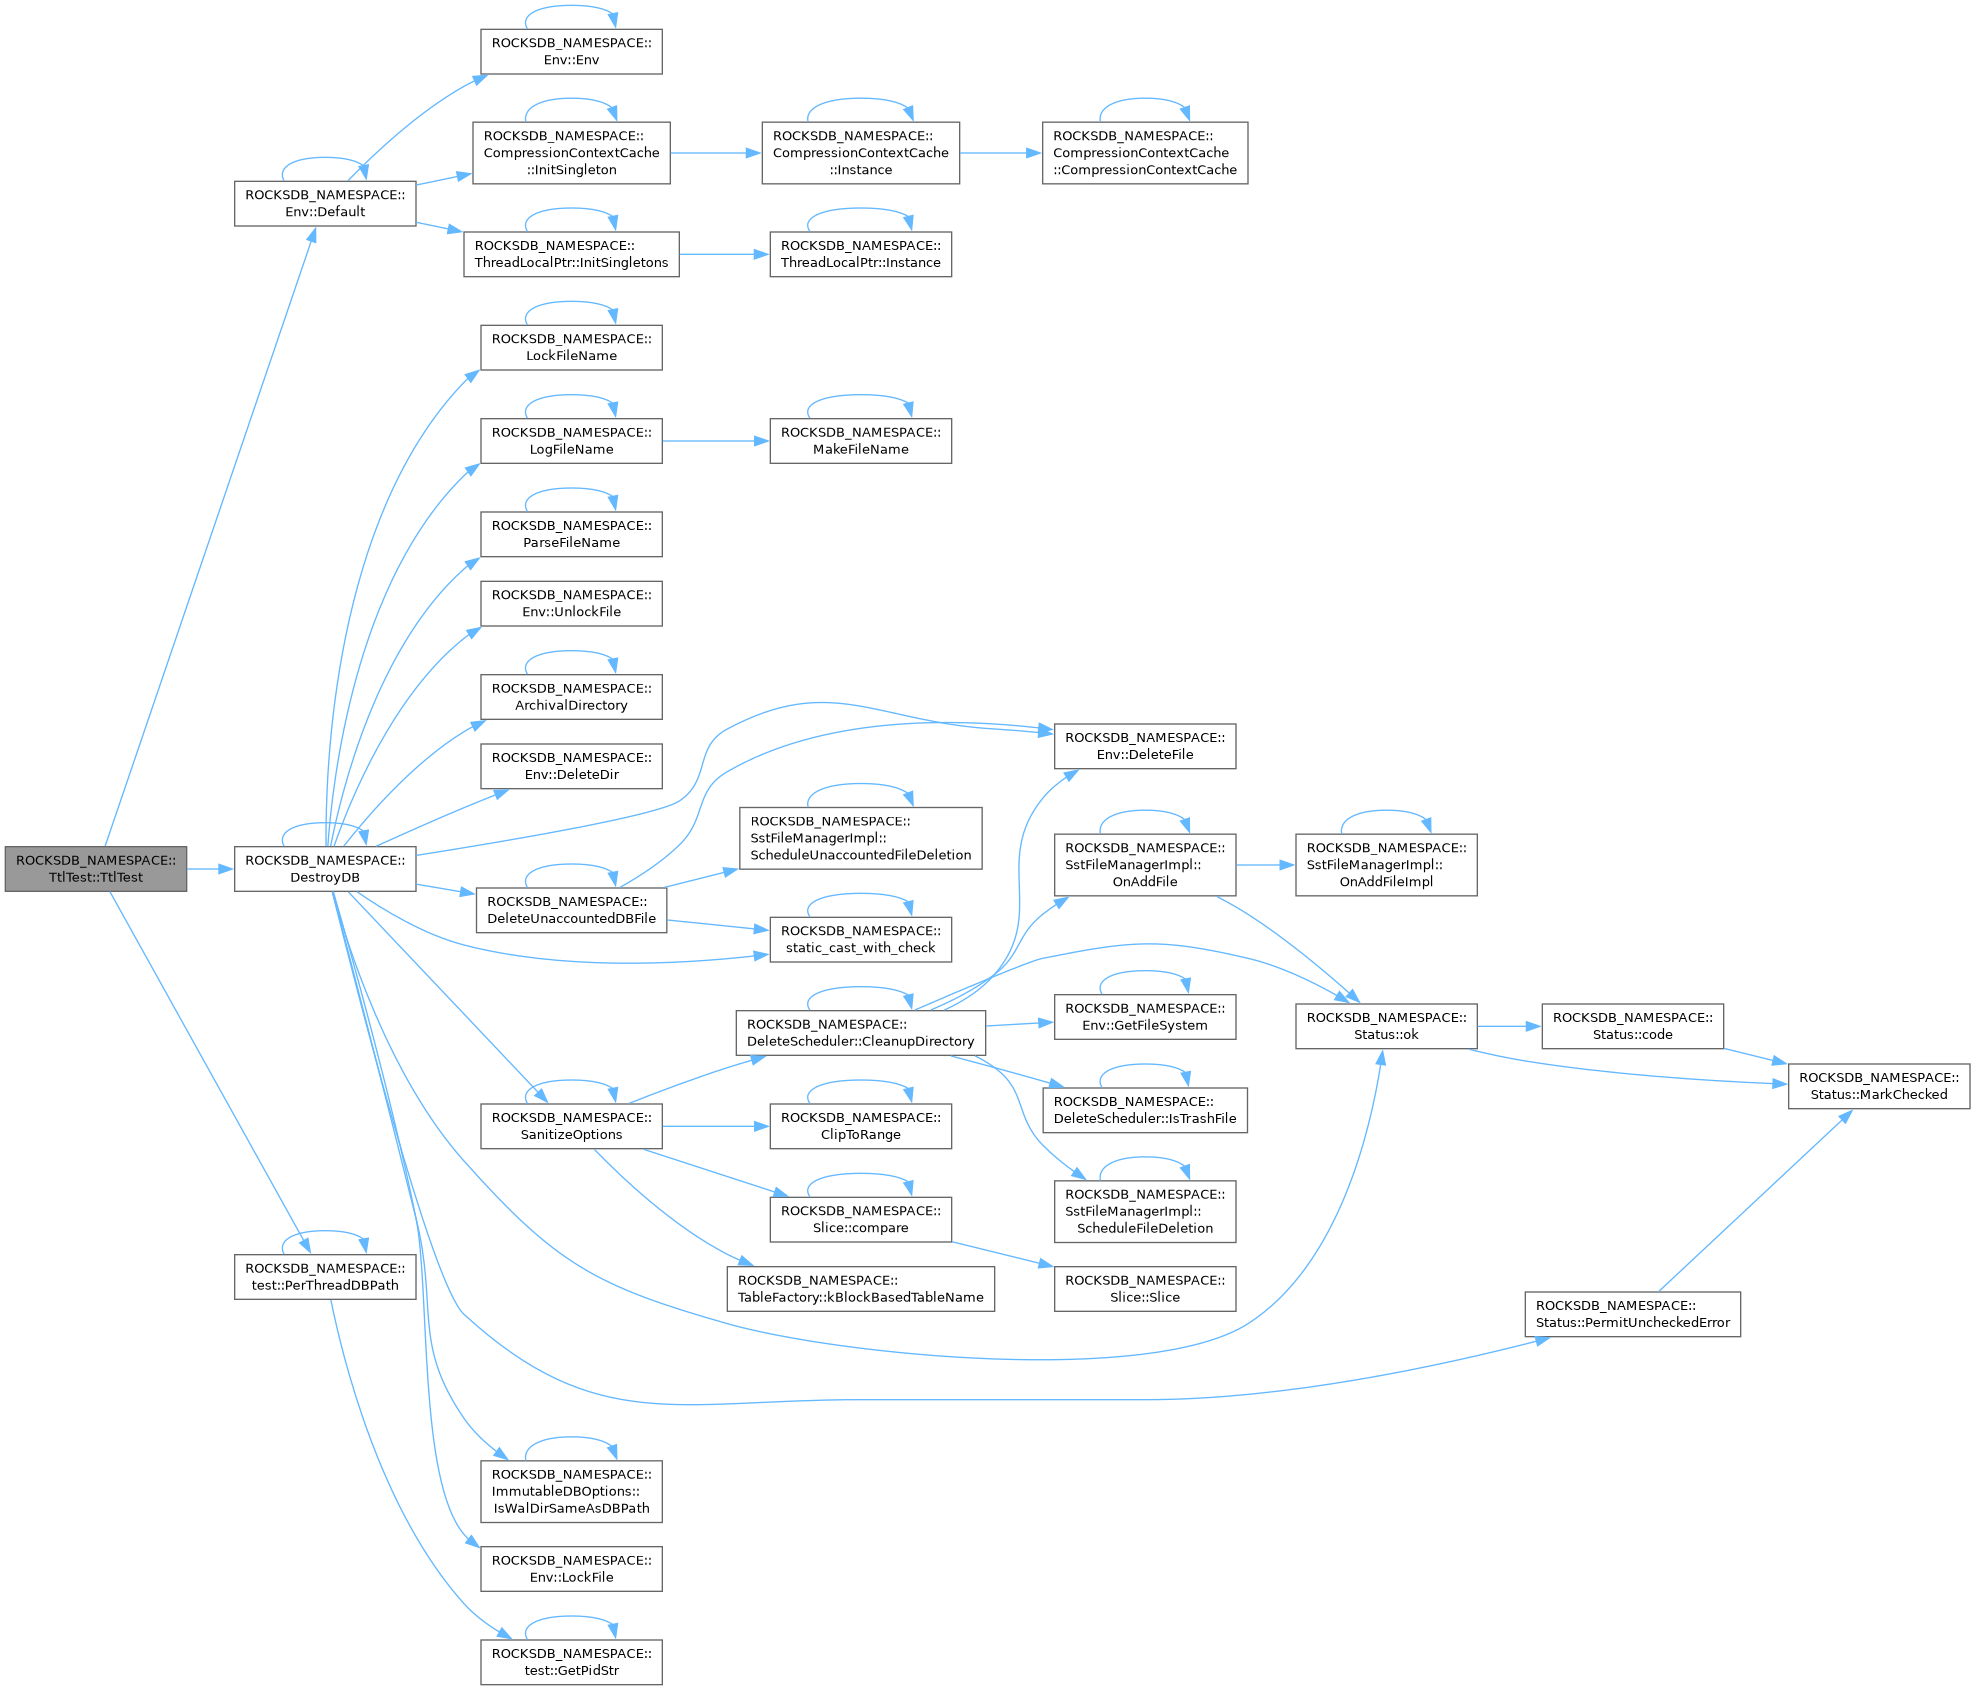 ROCKSDB_NAMESPACE::
Env::Env
ROCKSDB_NAMESPACE::
CompressionContextCache
::InitSingleton
ROCKSDB_NAMESPACE::
CompressionContextCache
::Instance
ROCKSDB_NAMESPACE::
CompressionContextCache
::CompressionContextCache
ROCKSDB_NAMESPACE::
Env::Default
ROCKSDB_NAMESPACE::
ThreadLocalPtr::InitSingletons
ROCKSDB_NAMESPACE::
ThreadLocalPtr::Instance
ROCKSDB_NAMESPACE::
LockFileName
ROCKSDB_NAMESPACE::
LogFileName
ROCKSDB_NAMESPACE::
MakeFileName
ROCKSDB_NAMESPACE::
ParseFileName
ROCKSDB_NAMESPACE::
Env::UnlockFile
ROCKSDB_NAMESPACE::
ArchivalDirectory
ROCKSDB_NAMESPACE::
Env::DeleteDir
ROCKSDB_NAMESPACE::
Env::DeleteFile
ROCKSDB_NAMESPACE::
SstFileManagerImpl::
ScheduleUnaccountedFileDeletion
ROCKSDB_NAMESPACE::
SstFileManagerImpl::
OnAddFile
ROCKSDB_NAMESPACE::
SstFileManagerImpl::
OnAddFileImpl
ROCKSDB_NAMESPACE::
TtlTest::TtlTest
ROCKSDB_NAMESPACE::
DestroyDB
ROCKSDB_NAMESPACE::
DeleteUnaccountedDBFile
ROCKSDB_NAMESPACE::
static_cast_with_check
ROCKSDB_NAMESPACE::
DeleteScheduler::CleanupDirectory
ROCKSDB_NAMESPACE::
Env::GetFileSystem
ROCKSDB_NAMESPACE::
Status::ok
ROCKSDB_NAMESPACE::
Status::code
ROCKSDB_NAMESPACE::
Status::MarkChecked
ROCKSDB_NAMESPACE::
DeleteScheduler::IsTrashFile
ROCKSDB_NAMESPACE::
SanitizeOptions
ROCKSDB_NAMESPACE::
ClipToRange
ROCKSDB_NAMESPACE::
SstFileManagerImpl::
ScheduleFileDeletion
ROCKSDB_NAMESPACE::
Slice::compare
ROCKSDB_NAMESPACE::
test::PerThreadDBPath
ROCKSDB_NAMESPACE::
TableFactory::kBlockBasedTableName
ROCKSDB_NAMESPACE::
Slice::Slice
ROCKSDB_NAMESPACE::
Status::PermitUncheckedError
ROCKSDB_NAMESPACE::
ImmutableDBOptions::
IsWalDirSameAsDBPath
ROCKSDB_NAMESPACE::
Env::LockFile
ROCKSDB_NAMESPACE::
test::GetPidStr